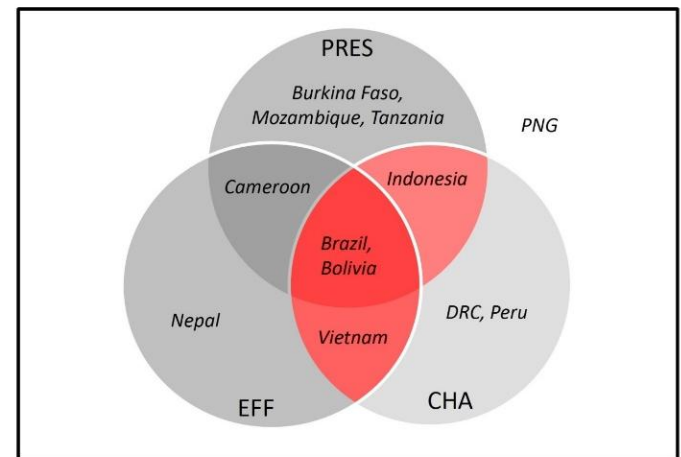 PRES
Burkina Faso,
Mozambique, Tanzania
PNG
Cameroon
Indonesia
Brazil,
Bolivia
Nepal
DRC, Peru
Vietnam
EFF
CHA